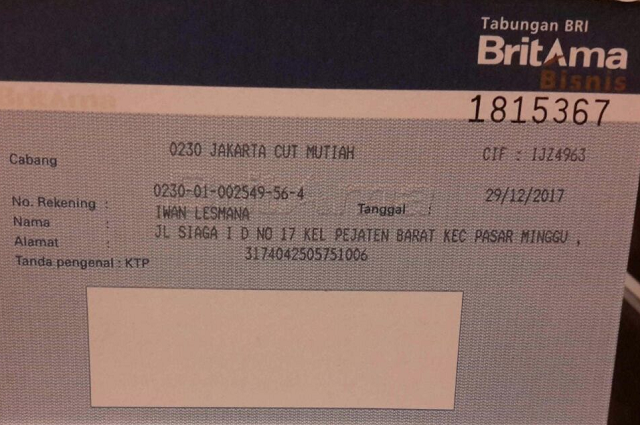 Tabungan BRI
BritAma
Bisnis
1815367
Cabang 0230 JAKARTA CUT MUTIAH CIF : IJZ4963
No. Rekening : 0230-01-002549-56-4 Tanggal : 29/12/2017
Nama : IWAN LESMANA
Alamat : JL SIAGA I D NO 17 KEL PEJATEN BARAT KEC PASAR MINGGU ,
Tanda pengenal : KTP 3174042505751006